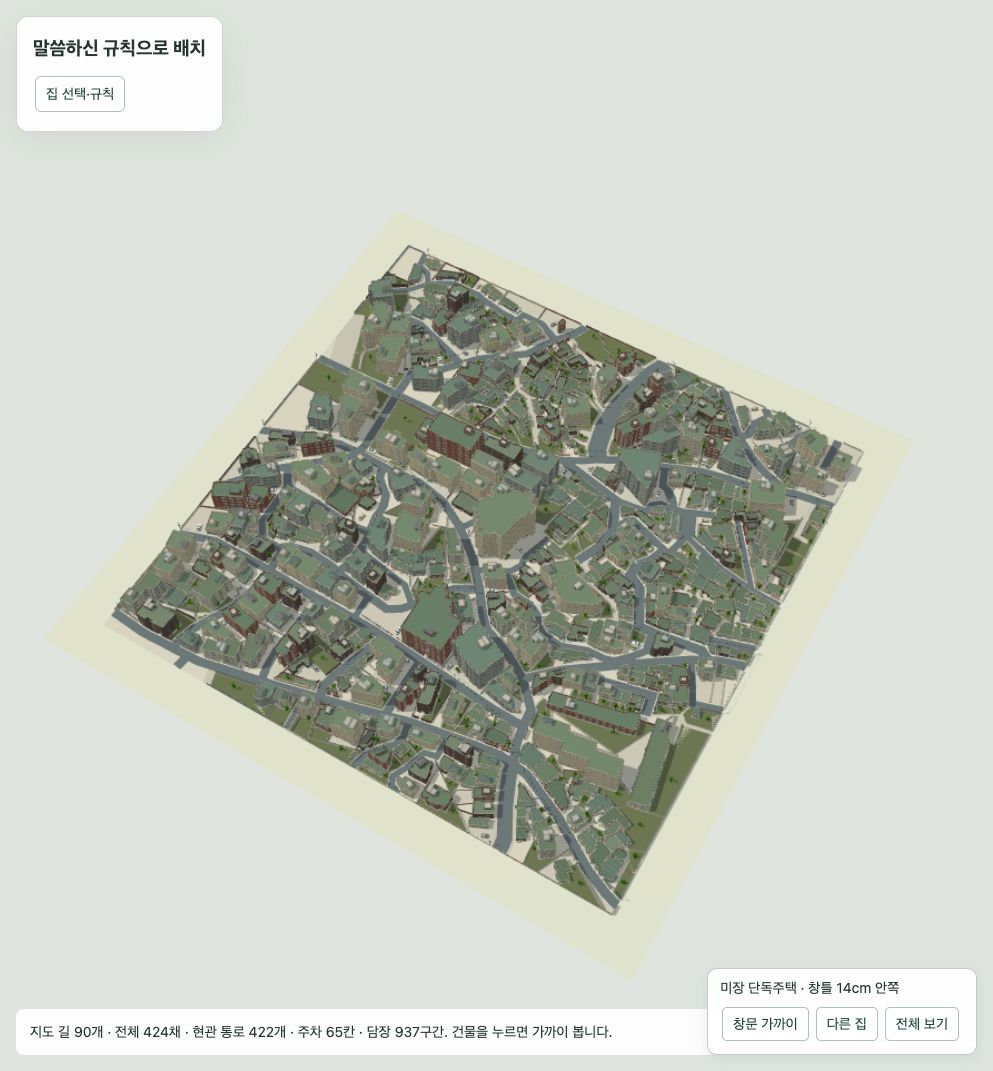 말씀하신 규칙으로 배치
집 선택·규칙
미장 단독주택 · 창틀 14cm 안쪽
창문 가까이
다른 집
전체 보기
지도 길 90개 · 전체 424채 · 현관 통로 422개 · 주차 65칸 · 담장 937구간. 건물을 누르면 가까이 봅니다.